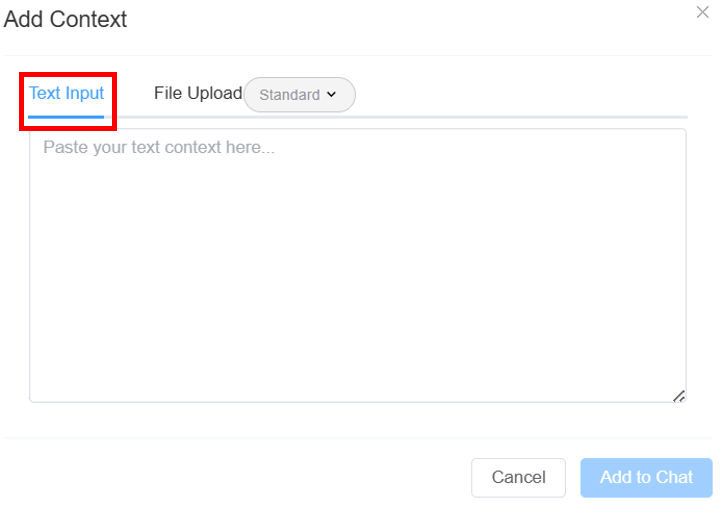 Add Context
Text Input File Upload Standard
Paste your text context here...
Cancel Add to Chat